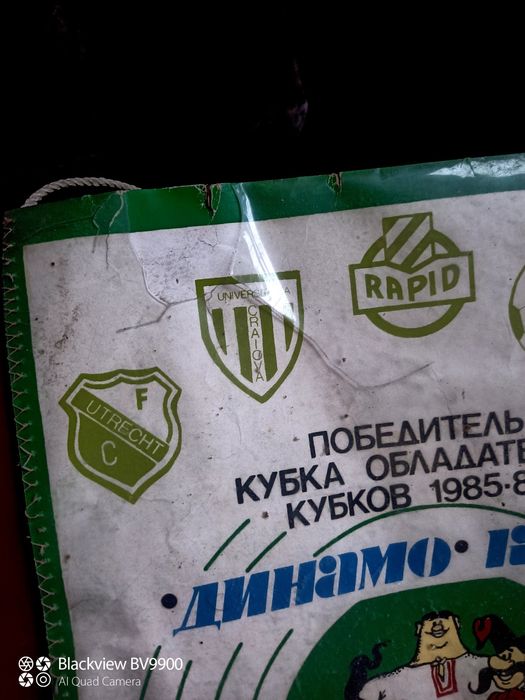 RAPID
UNIVERSITATEA
CRAIOVA
F
UTRECHT
C
ПОБЕДИТЕЛЬ
КУБКА ОБЛАДАТЕ
КУБКОВ 1985-8
•ДИНАМО•К
Blackview BV9900
AI Quad Camera